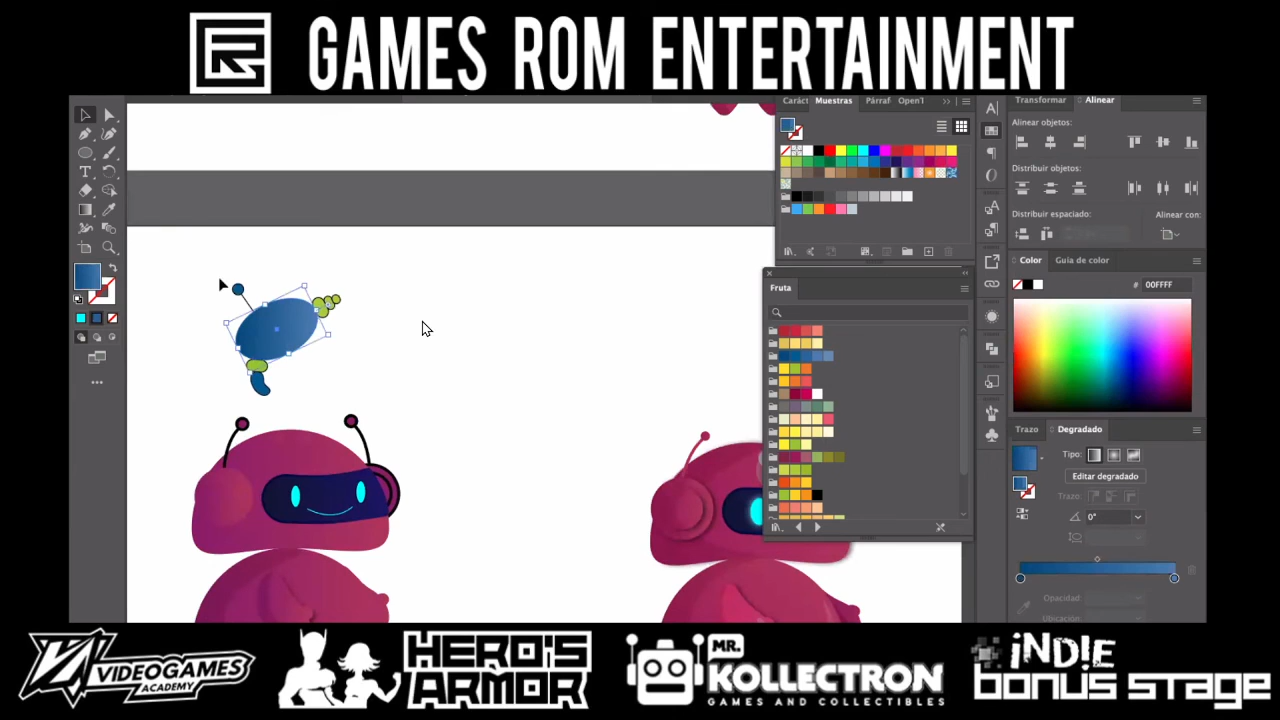 GAMES ROM ENTERTAINMENT
Caráct Muestras Párraf OpenT
Transformar Alinear
Alinear objetos:
Distribuir objetos:
Distribuir espaciado: Alinear con:
Color Guía de color
# 00FFFF
Fruta
Trazo Degradado
Tipo:
Editar degradado
Trazo:
0°
Opacidad:
Ubicación:
VIDEOGAMES
ACADEMY
HERO'S
ARMOR
MR.
KOLLECTRON
GAMES AND COLLECTIBLES
INDIE
BONUS STAGE